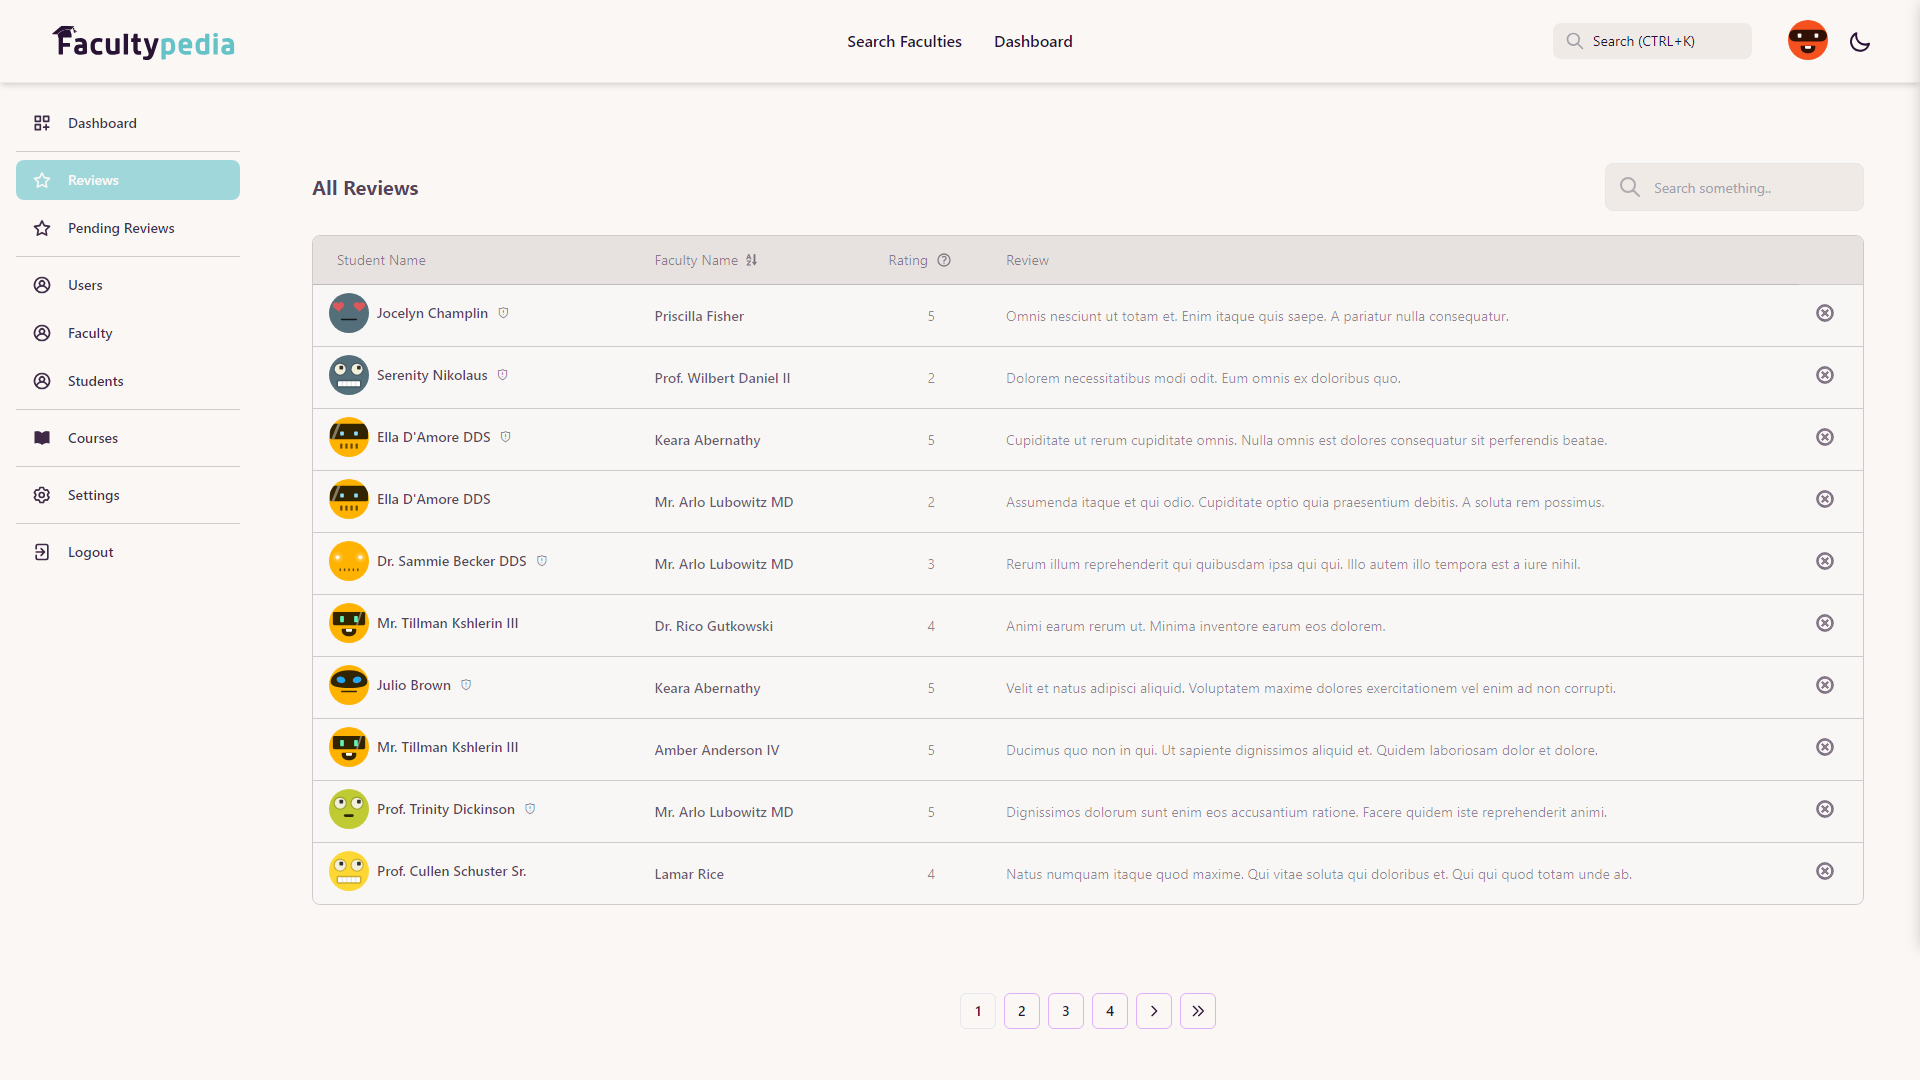 Facultypedia
Search Faculties
Dashboard
Search (CTRL+K)
Dashboard
Reviews
Pending Reviews
Users
Faculty
Students
Courses
Settings
Logout
All Reviews
Search something..
Student Name Faculty Name Rating Review
Jocelyn Champlin Priscilla Fisher 5 Omnis nesciunt ut totam et. Enim itaque quis saepe. A pariatur nulla consequatur.
Serenity Nikolaus Prof. Wilbert Daniel II 2 Dolorem necessitatibus modi odit. Eum omnis ex doloribus quo.
Ella D'Amore DDS Keara Abernathy 5 Cupiditate ut rerum cupiditate omnis. Nulla omnis est dolores consequatur sit perferendis beatae.
Ella D'Amore DDS Mr. Arlo Lubowitz MD 2 Assumenda itaque et qui odio. Cupiditate optio quia praesentium debitis. A soluta rem possimus.
Dr. Sammie Becker DDS Mr. Arlo Lubowitz MD 3 Rerum illum reprehenderit qui quibusdam ipsa qui qui. Illo autem illo tempora est a iure nihil.
Mr. Tillman Kshlerin III Dr. Rico Gutkowski 4 Animi earum rerum ut. Minima inventore earum eos dolorem.
Julio Brown Keara Abernathy 5 Velit et natus adipisci aliquid. Voluptatem maxime dolores exercitationem vel enim ad non corrupti.
Mr. Tillman Kshlerin III Amber Anderson IV 5 Ducimus quo non in qui. Ut sapiente dignissimos aliquid et. Quidem laboriosam dolor et dolore.
Prof. Trinity Dickinson Mr. Arlo Lubowitz MD 5 Dignissimos dolorum sunt enim eos accusantium ratione. Facere quidem iste reprehenderit animi.
Prof. Cullen Schuster Sr. Lamar Rice 4 Natus numquam itaque quod maxime. Qui vitae soluta qui doloribus et. Qui qui quod totam unde ab.
1 2 3 4